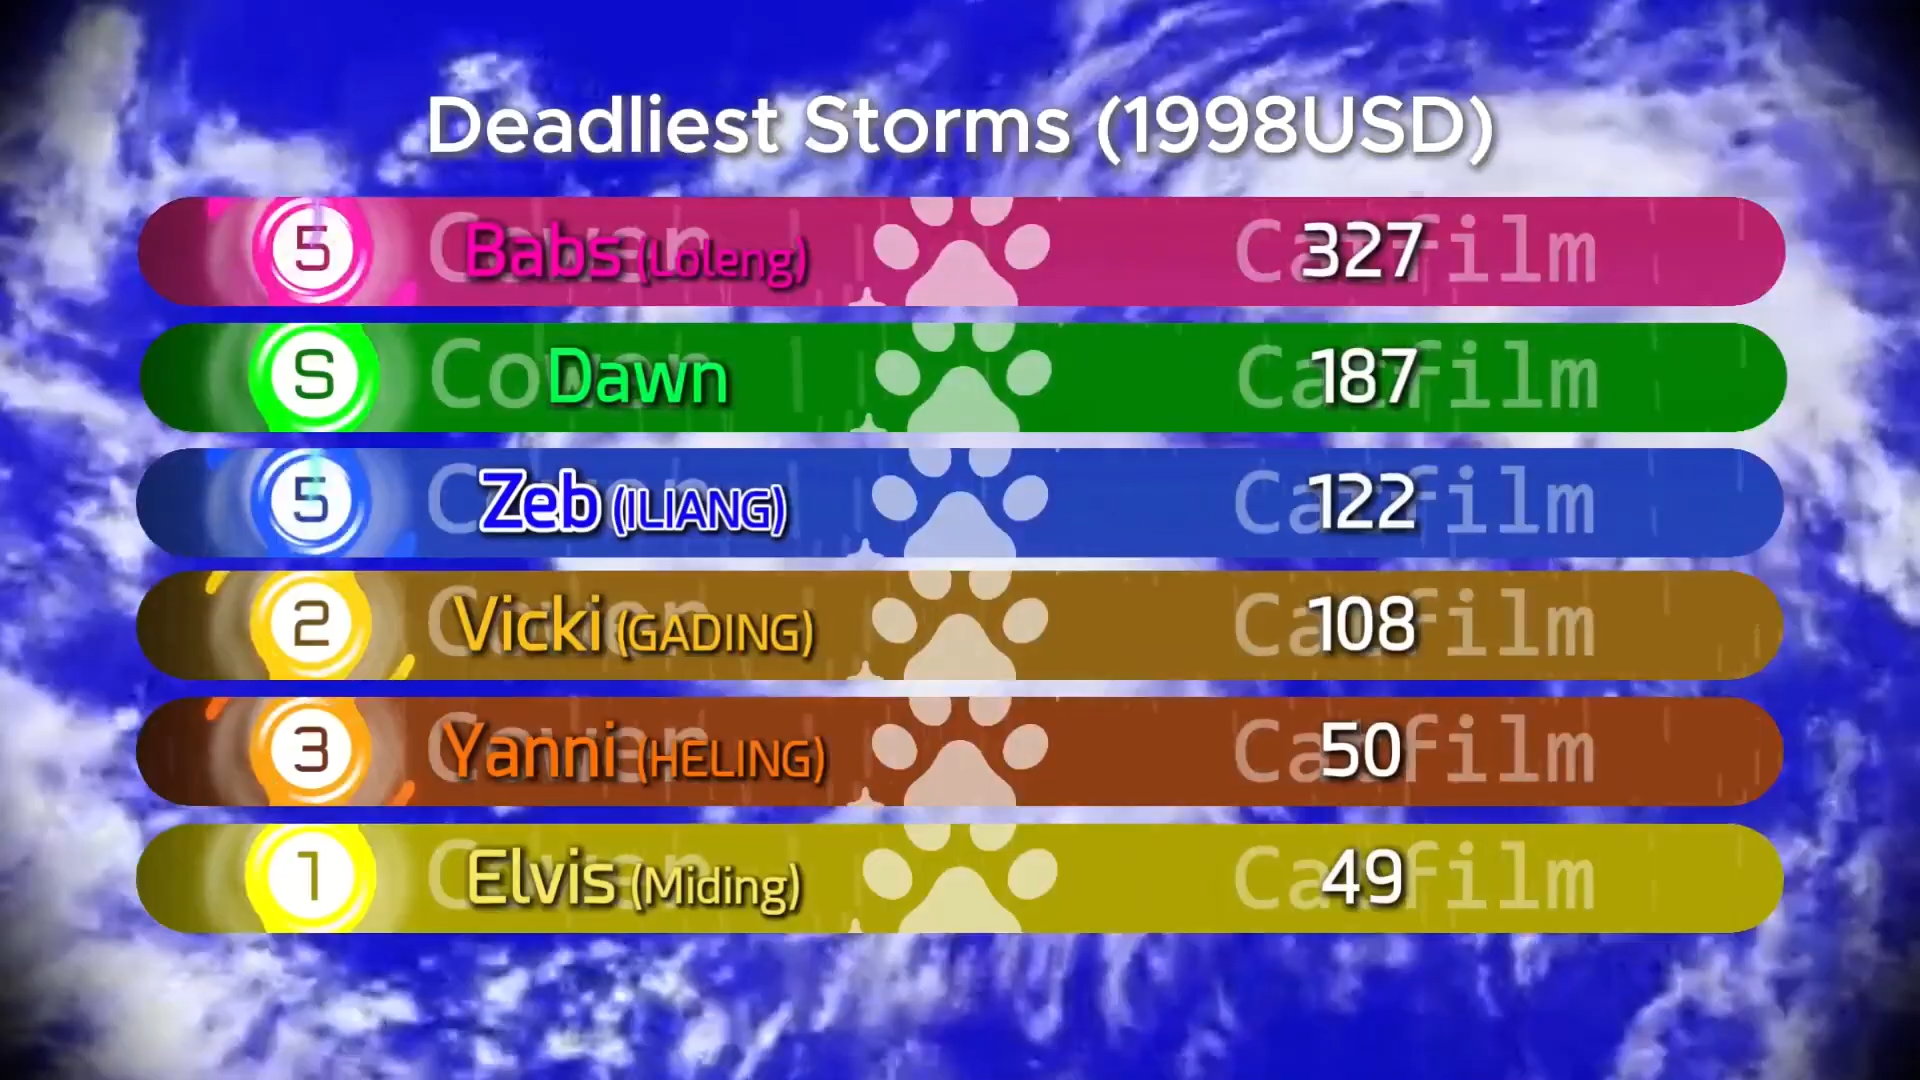 Deadliest Storms (1998USD)
5 Babs (Loleng) 327
S Dawn 187
5 Zeb (ILIANG) 122
2 Vicki (GADING) 108
3 Yanni (HELING) 50
1 Elvis (Miding) 49